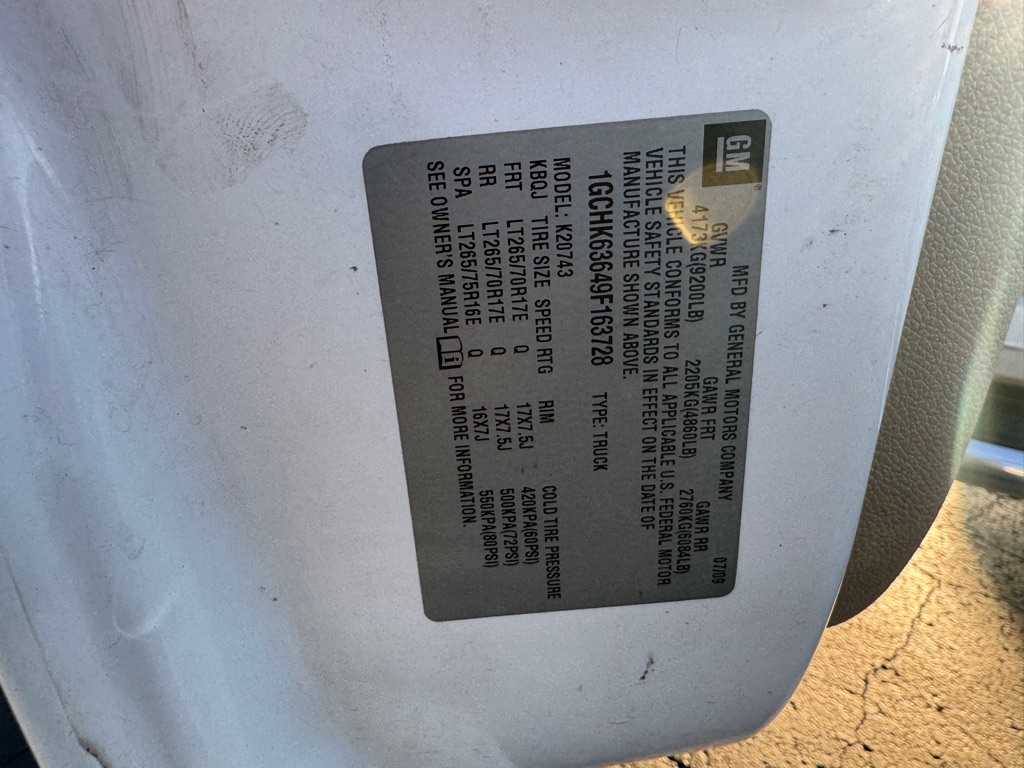 GM®
MFD BY GENERAL MOTORS COMPANY 07/09
GVWR GAWR FRT GAWR RR
4173KG(9200LB) 2205KG(4860LB) 2760KG(6084LB)
THIS VEHICLE CONFORMS TO ALL APPLICABLE U.S. FEDERAL MOTOR
VEHICLE SAFETY STANDARDS IN EFFECT ON THE DATE OF
MANUFACTURE SHOWN ABOVE.
1GCHK63649F163728 TYPE: TRUCK
MODEL: K20743
KBQJ TIRE SIZE SPEED RTG RIM COLD TIRE PRESSURE
FRT LT265/70R17E Q 17X7.5J 420KPA(60PSI)
RR LT265/70R17E Q 17X7.5J 500KPA(72PSI)
SPA LT265/75R16E Q 16X7J 550KPA(80PSI)
SEE OWNER'S MANUAL i FOR MORE INFORMATION.